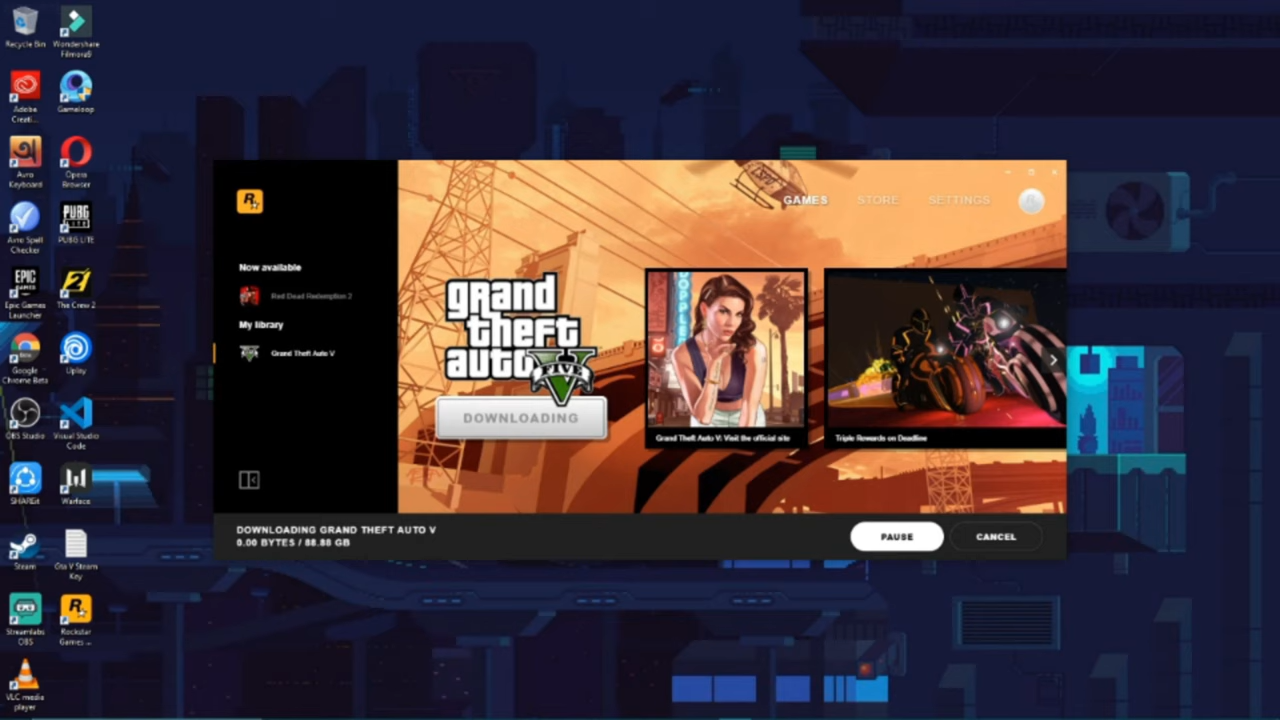 Recycle Bin
Wondershare
Filmora9
Adobe
Creati...
Gameloop
Avro
Keyboard
Opera
Browser
Avro Spell
Checker
PUBG
LITE
PUBG LITE
EPIC
GAMES
Epic Games
Launcher
The Crew 2
Google
Chrome Beta
Uplay
OBS Studio
Visual Studio
Code
SHAREit
Warface
Steam
Gta V Steam
Key
Streamlabs
OBS
Rockstar
Games ...
VLC media
player
GAMES
STORE
SETTINGS
Now available
Red Dead Redemption 2
My library
Grand Theft Auto V
grand
theft
auto
FIVE
DOWNLOADING
Grand Theft Auto V: Visit the official site
Triple Rewards on Deadline
DOWNLOADING GRAND THEFT AUTO V
0.00 BYTES / 88.88 GB
PAUSE
CANCEL